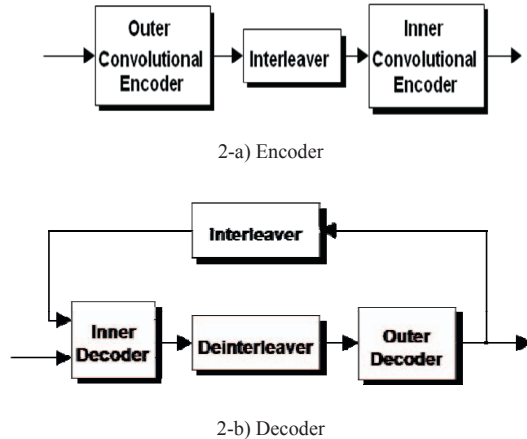 Outer
Convolutional
Encoder
Interleaver
Inner
Convolutional
Encoder
2-a) Encoder
Interleaver
Inner
Decoder
Deinterleaver
Outer
Decoder
2-b) Decoder